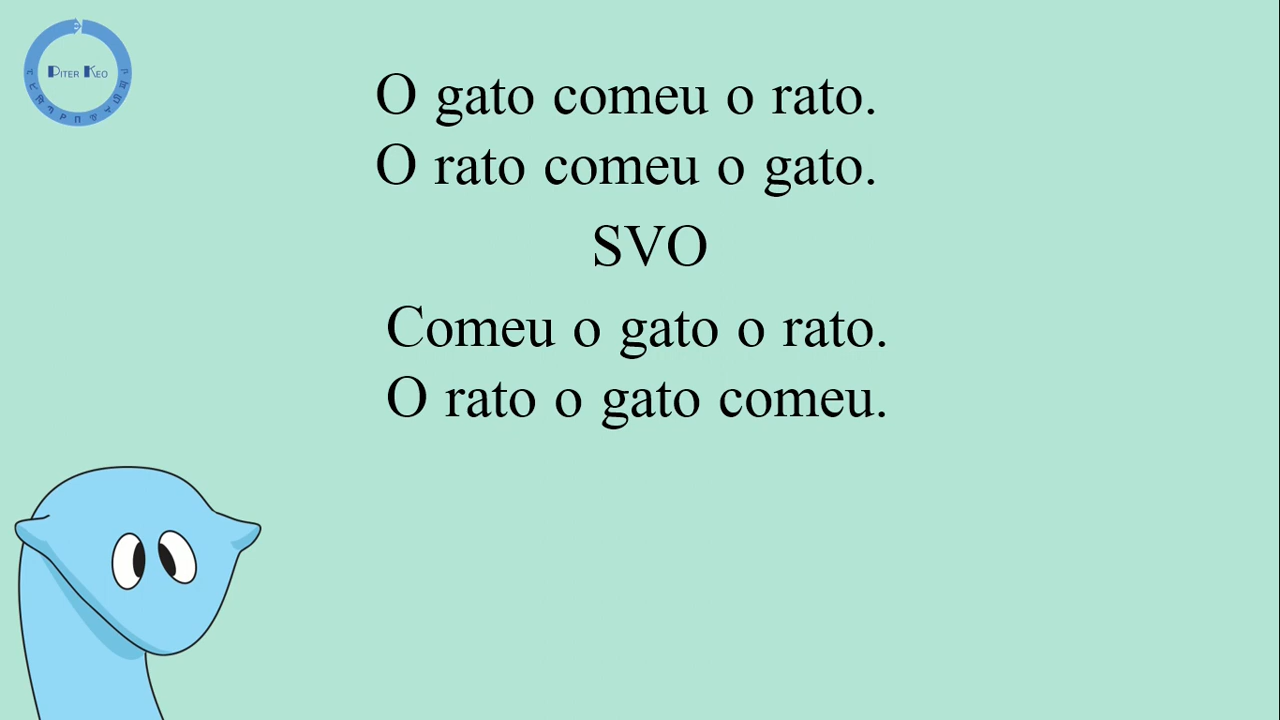 PITER KEO
O gato comeu o rato.
O rato comeu o gato.
SVO
Comeu o gato o rato.
O rato o gato comeu.